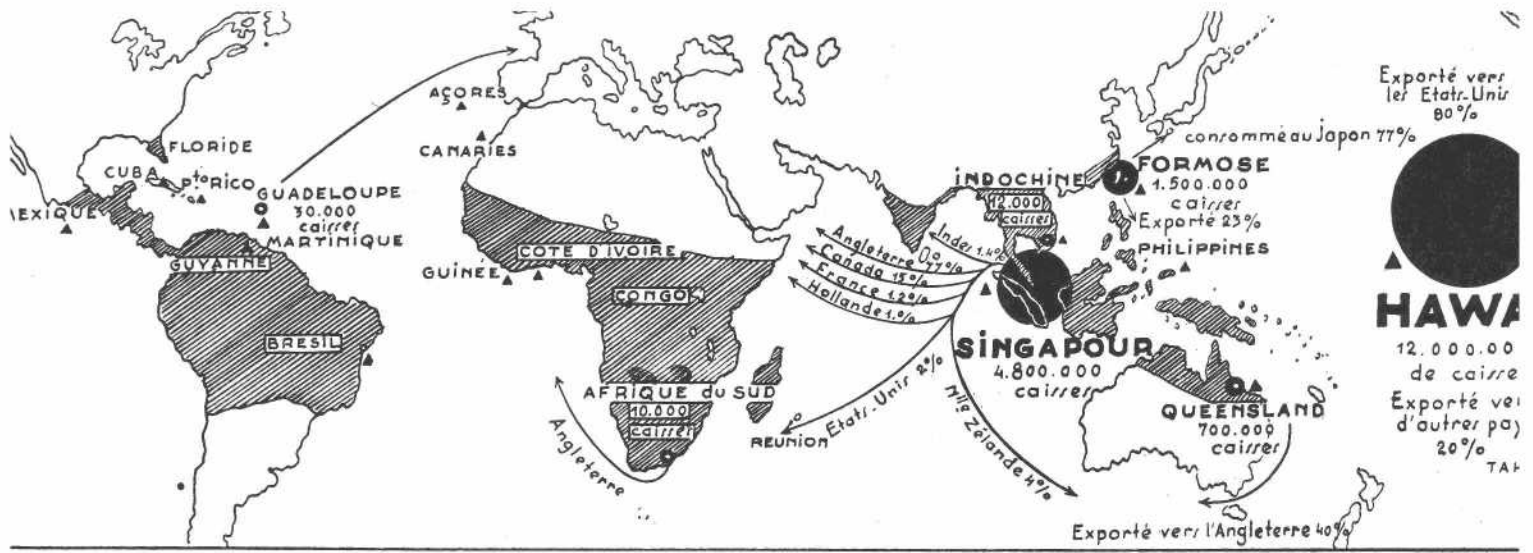 FLORIDE
CUBA
Pto RICO
GUADELOUPE
30.000
caisses
MARTINIQUE
EXIQUE
GUYANNE
BRESIL
AÇORES
CANARIES
GUINÉE
COTE D'IVOIRE
CONGO
AFRIQUE du SUD
10.000
caisses
Angleterre
REUNION
Angleterre 77%
Canada 15%
France 1.2%
Hollande 1.%
Indes 1.4%
Etats-Unis 2%
Nlle Zélande 4%
INDOCHINE
12.000
caisses
SINGAPOUR
4.800.000
caisses
consommé au Japon 77%
FORMOSE
1.500.000
caisses
Exporté 23%
PHILIPPINES
QUEENSLAND
700.000
caisses
Exporté vers l'Angleterre 40%
Exporté vers
les Etats-Unis
80%
HAWA
12.000.00
de caisse
Exporté ve
d'autres pay
20%
TAH